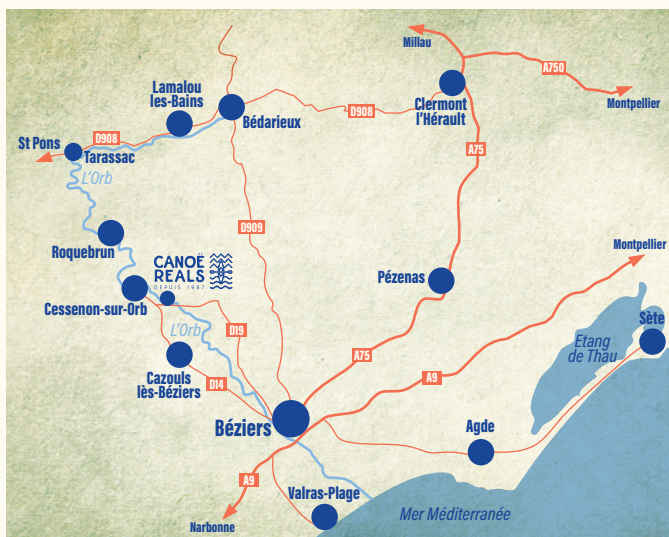 Millau
A750
Montpellier
Lamalou
les-Bains
Bédarieux
D908
Clermont
l'Hérault
St Pons
D908
Tarassac
L'Orb
A75
D909
Roquebrun
CANOË
REALS
DEPUIS 1987
Montpellier
Pézenas
Cessenon-sur-Orb
L'Orb
D19
Sète
Etang
de Thau
A75
Cazouls
lès-Béziers
D14
A9
Béziers
Agde
A9
Valras-Plage
Narbonne
Mer Méditerranée